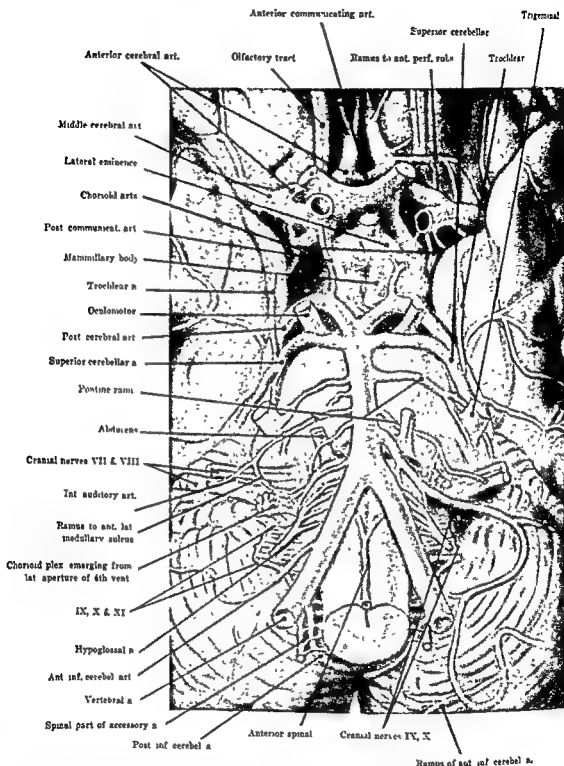 Anterior communicating art.
Trigeminal
Superior cerebellar
Anterior cerebral art.
Olfactory tract
Ramus to ant. perf. subs
Trochlear
Middle cerebral art
Lateral eminence
Chorioid arts
Post communicat. art
Mammillary body
Trochlear n
Oculomotor
Post cerebral art
Superior cerebellar a
Pontine rami
Abducens
Cranial nerves VII & VIII
Int auditory art.
Ramus to ant. lat
medullary sulcus
Chorioid plex emerging from
lat aperture of 4th vent
IX, X & XI
Hypoglossal n
Ant inf. cerebel art
Vertebral a
Spinal part of accessory n
Post inf cerebel a
Anterior spinal
Cranial nerves IX, X
Ramus of ant inf cerebel a.